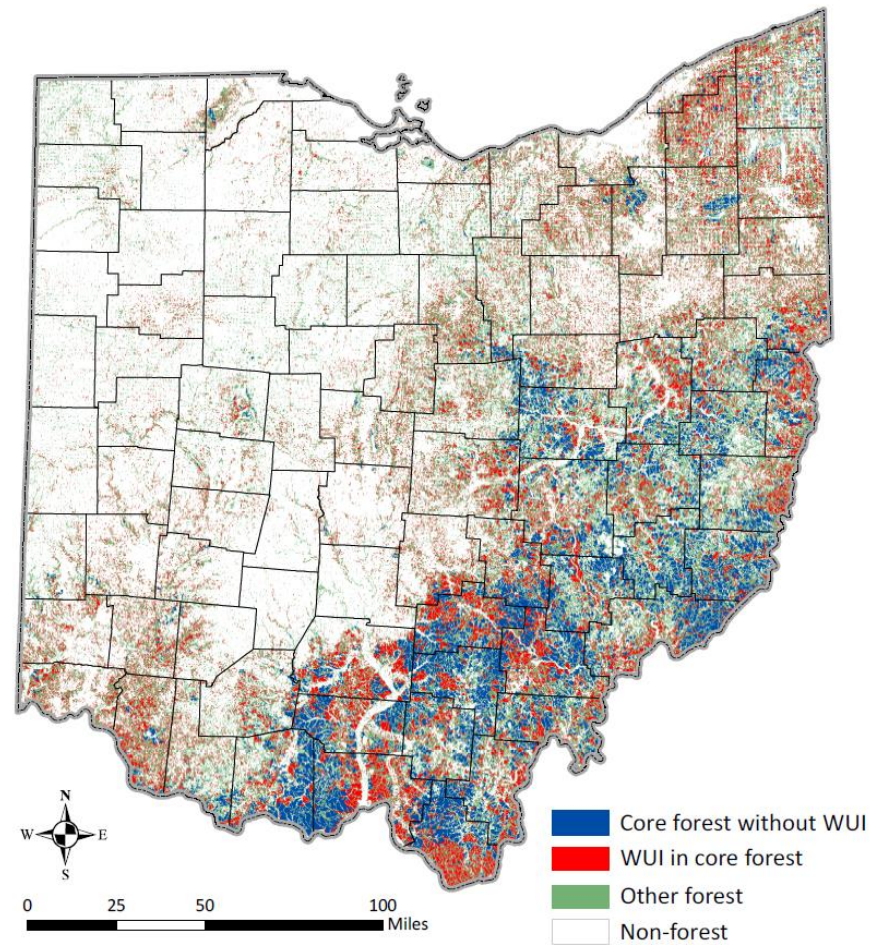 N
W
E
S
0 25 50 100
Miles
Core forest without WUI
WUI in core forest
Other forest
Non-forest